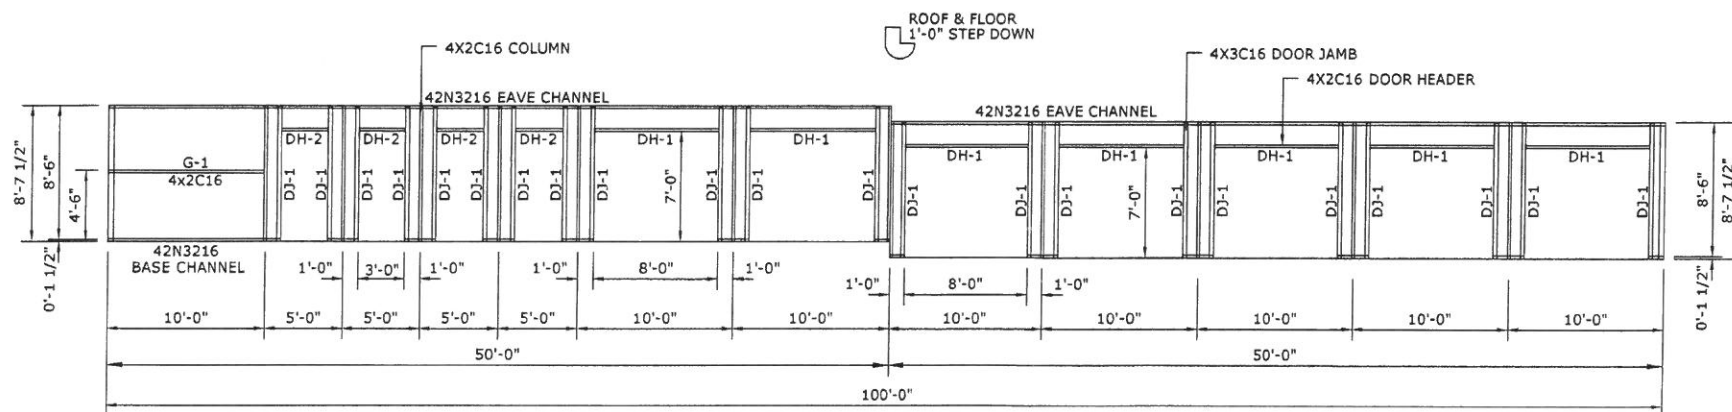 ROOF & FLOOR
1'-0" STEP DOWN
4X2C16 COLUMN
4X3C16 DOOR JAMB
4X2C16 DOOR HEADER
42N3216 EAVE CHANNEL
42N3216 EAVE CHANNEL
DH-2
DH-2
DH-2
DH-2
DH-1
DH-1
DH-1
DH-1
DH-1
DH-1
DH-1
8'-7 1/2"
8'-6"
4'-6"
G-1
4x2C16
DJ-1
DJ-1
DJ-1
DJ-1
DJ-1
DJ-1
DJ-1
DJ-1
DJ-1
7'-0"
DJ-1
DJ-1
DJ-1
DJ-1
DJ-1
DJ-1
7'-0"
DJ-1
DJ-1
DJ-1
DJ-1
DJ-1
DJ-1
DJ-1
8'-6"
8'-7 1/2"
0'-1 1/2"
42N3216
BASE CHANNEL
1'-0"
3'-0"
1'-0"
1'-0"
8'-0"
1'-0"
1'-0"
8'-0"
1'-0"
0'-1 1/2"
10'-0"
5'-0"
5'-0"
5'-0"
5'-0"
10'-0"
10'-0"
10'-0"
10'-0"
10'-0"
10'-0"
10'-0"
50'-0"
50'-0"
100'-0"